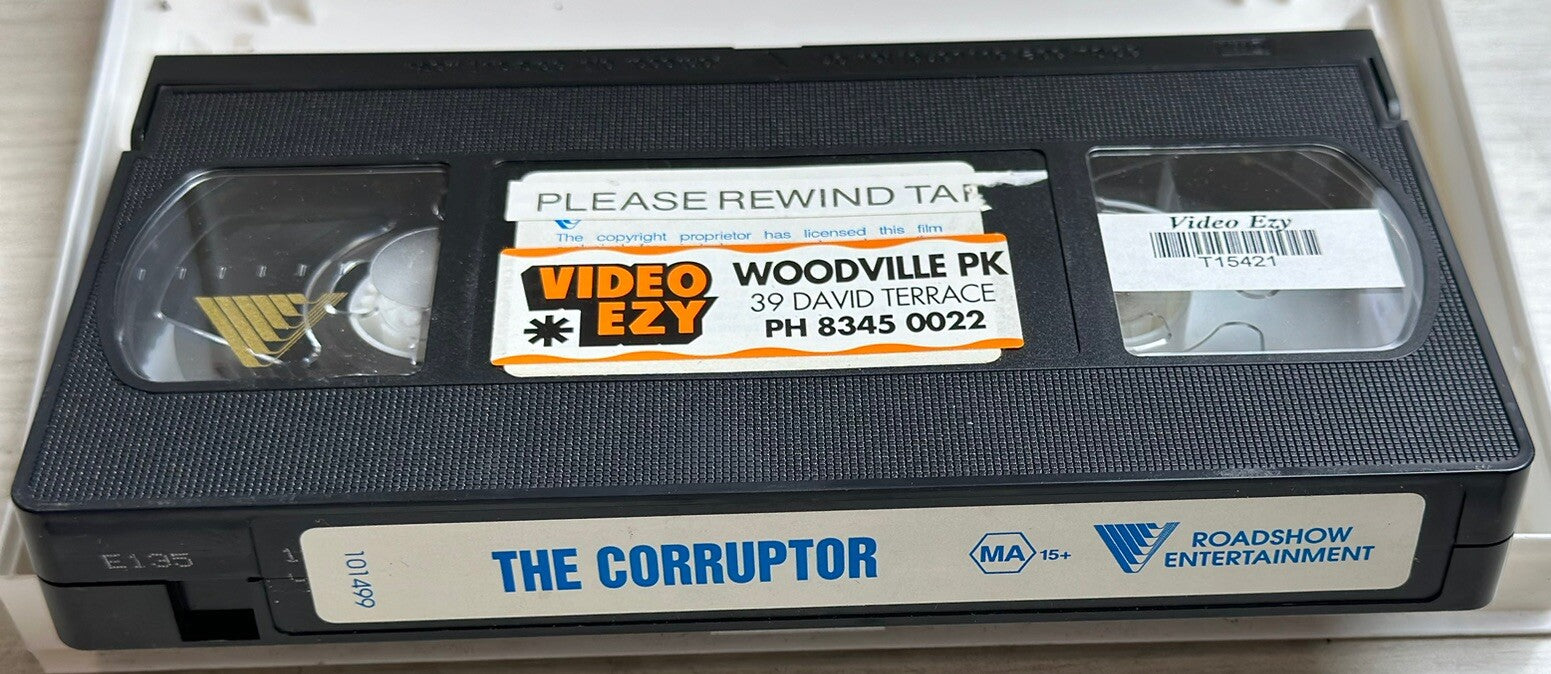 PLEASE REWIND TAP
The copyright proprietor has licensed this film
VIDEO
EZY
WOODVILLE PK
39 DAVID TERRACE
PH 8345 0022
Video Ezy
T15421
E135
101499
THE CORRUPTOR
MA 15+
ROADSHOW
ENTERTAINMENT